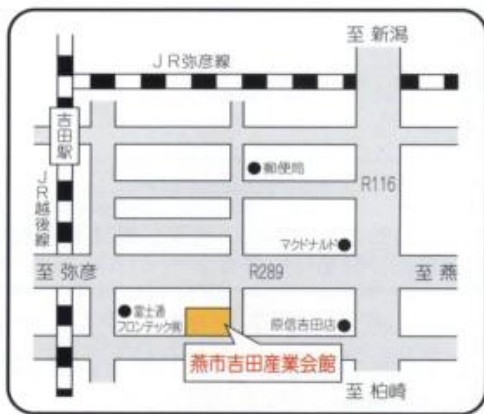 至 新潟
JR弥彦線
吉田駅
JR越後線
郵便局
R116
マクドナルド
至 弥彦
R289
至 燕
富士通
フロンテック㈱
原信吉田店
燕市吉田産業会館
至 柏崎